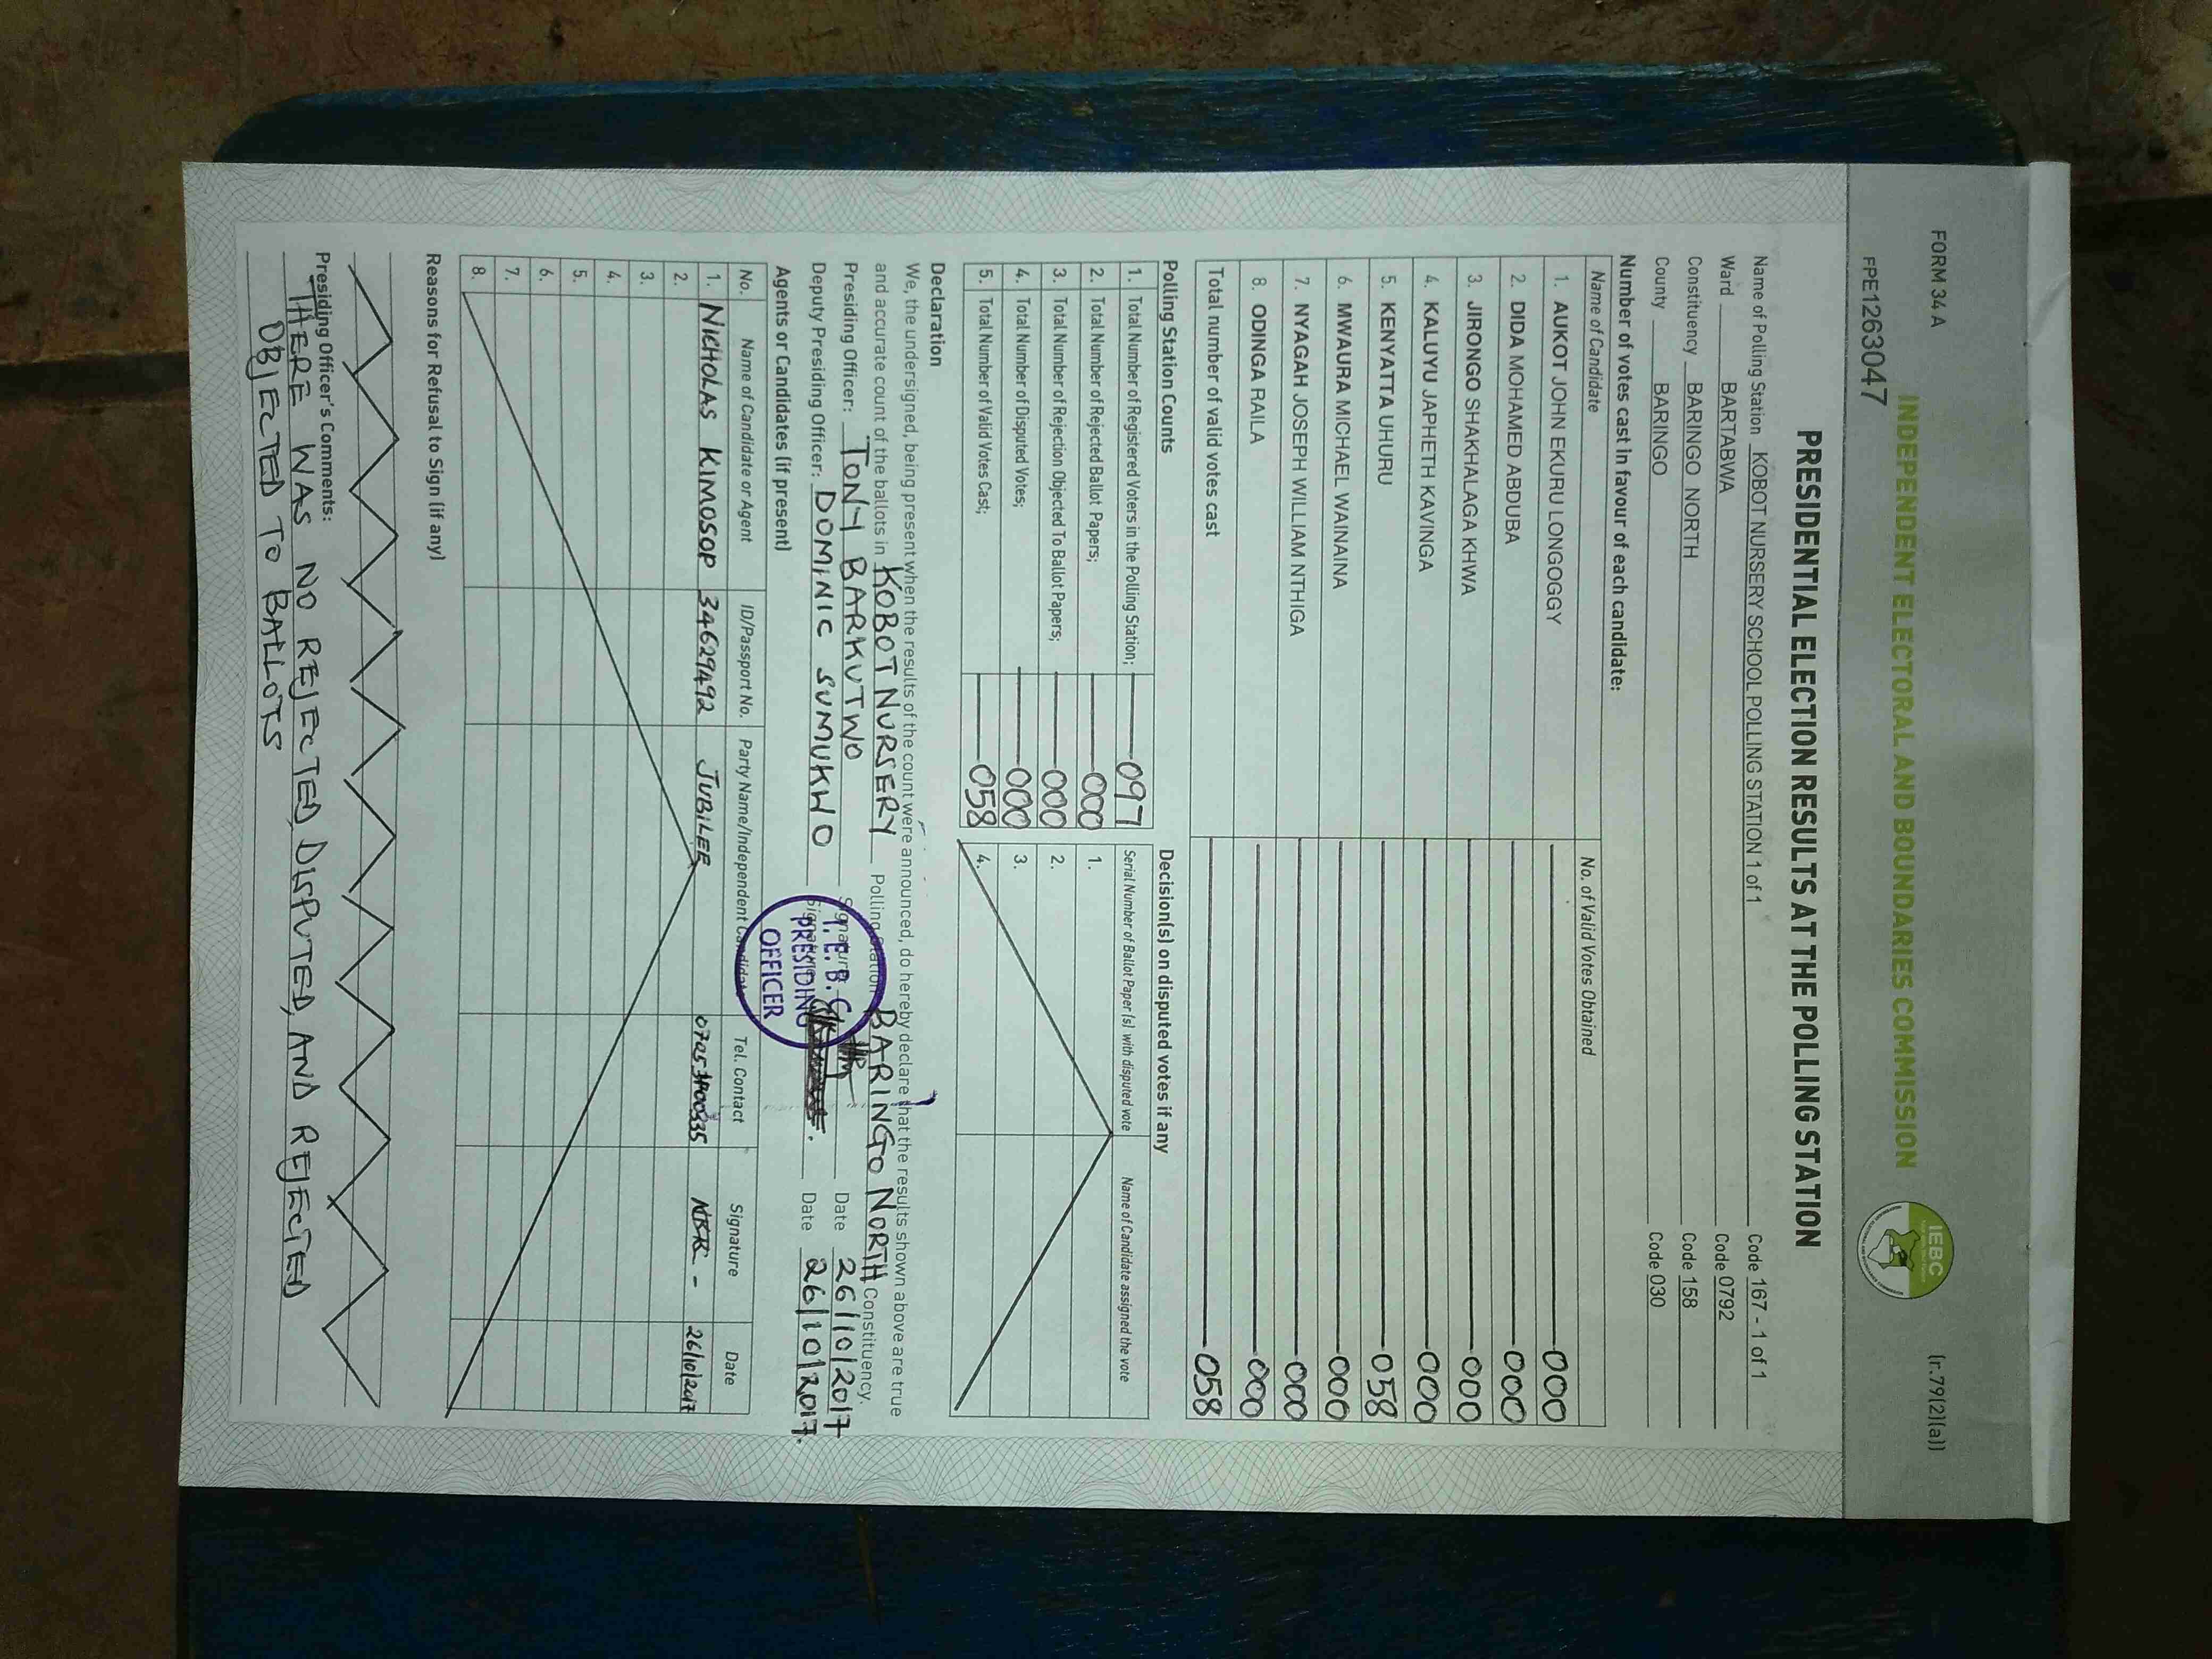 FORM 34 A
(r.79(2)(a))
INDEPENDENT ELECTORAL AND BOUNDARIES COMMISSION
IEBC
FPE1263047
PRESIDENTIAL ELECTION RESULTS AT THE POLLING STATION
Name of Polling Station KOBOT NURSERY SCHOOL POLLING STATION 1 of 1 Code 167 - 1 of 1
Ward BARTABWA Code 0792
Constituency BARINGO NORTH Code 158
County BARINGO Code 030
Number of votes cast in favour of each candidate:
Name of Candidate No. of Valid Votes Obtained
1. AUKOT JOHN EKURU LONGOGGY 000
2. DIDA MOHAMED ABDUBA 000
3. JIRONGO SHAKHALAGA KHWA 000
4. KALUYU JAPHETH KAVINGA 000
5. KENYATTA UHURU 058
6. MWAURA MICHAEL WAINAINA 000
7. NYAGAH JOSEPH WILLIAM NTHIGA 000
8. ODINGA RAILA 000
Total number of valid votes cast 058
Polling Station Counts
1. Total Number of Registered Voters in the Polling Station; 097
2. Total Number of Rejected Ballot Papers; 000
3. Total Number of Rejection Objected To Ballot Papers; 000
4. Total Number of Disputed Votes; 000
5. Total Number of Valid Votes Cast; 058
Decision(s) on disputed votes if any
Serial Number of Ballot Paper (s) with disputed vote Name of Candidate assigned the vote
1.
2.
3.
4.
Declaration
We, the undersigned, being present when the results of the count were announced, do hereby declare that the results shown above are true
and accurate count of the ballots in KOBOT NURSERY Polling Station BARINGO NORTH Constituency.
Presiding Officer: TONY BARKUTWO Signature Date 26/10/2017
Deputy Presiding Officer: DOMINIC SUMUKWO Signature Date 26/10/2017.
I.E.B.C
PRESIDING
OFFICER
Agents or Candidates (if present)
No. Name of Candidate or Agent ID/Passport No. Party Name/Independent Candidate Tel. Contact Signature Date
1. NICHOLAS KIMOSOP 34629492 JUBILEE NKK - 26/10/2017
2.
3.
4.
5.
6.
7.
8.
Reasons for Refusal to Sign (if any)
Presiding Officer's Comments:
THERE WAS NO REJECTED, DISPUTED, AND REJECTED
OBJECTED TO BALLOTS